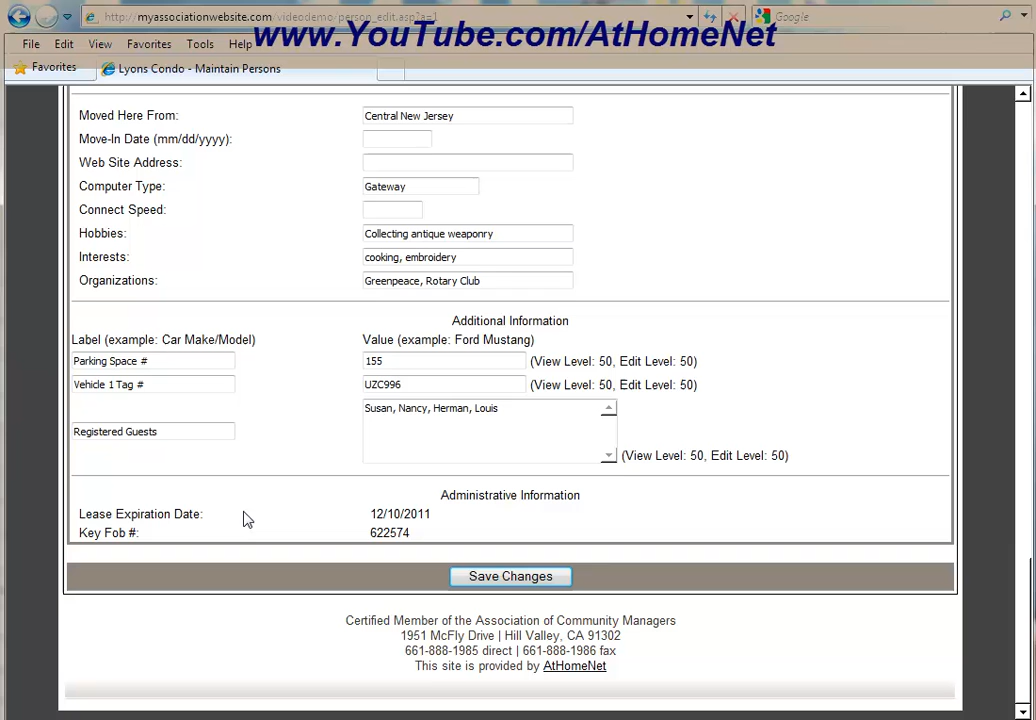 http://myassociationwebsite.com/videodemo-person_edit.asp?a=1
Google
www.YouTube.com/AtHomeNet
File Edit View Favorites Tools Help
Favorites
Lyons Condo - Maintain Persons
Moved Here From: Central New Jersey
Move-In Date (mm/dd/yyyy):
Web Site Address:
Computer Type: Gateway
Connect Speed:
Hobbies: Collecting antique weaponry
Interests: cooking, embroidery
Organizations: Greenpeace, Rotary Club
Additional Information
Label (example: Car Make/Model) Value (example: Ford Mustang)
Parking Space # 155 (View Level: 50, Edit Level: 50)
Vehicle 1 Tag # UZC996 (View Level: 50, Edit Level: 50)
Susan, Nancy, Herman, Louis
Registered Guests
(View Level: 50, Edit Level: 50)
Administrative Information
Lease Expiration Date: 12/10/2011
Key Fob #: 622574
Save Changes
Certified Member of the Association of Community Managers
1951 McFly Drive | Hill Valley, CA 91302
661-888-1985 direct | 661-888-1986 fax
This site is provided by AtHomeNet